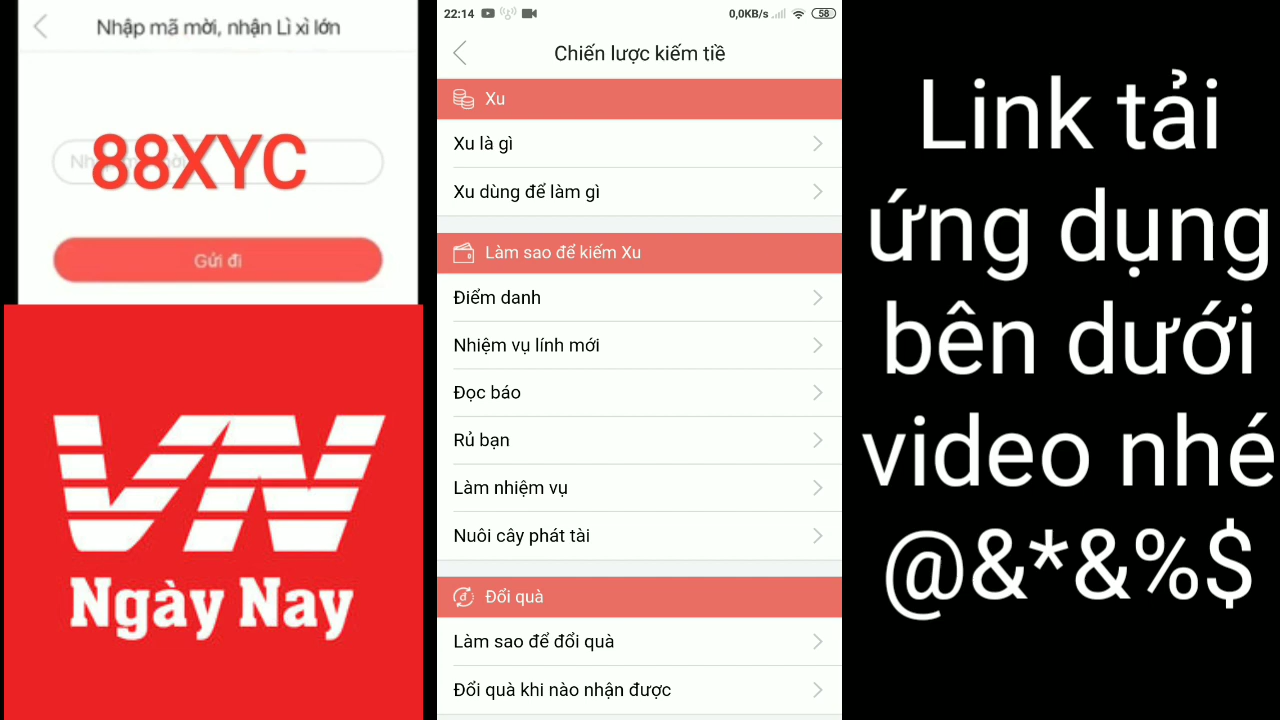 Nhập mã mời, nhận Lì xì lớn
88XYC
Gửi đi
VN
Ngày Nay
22:14
0,0KB/s
58
Chiến lược kiếm tiề
Xu
Xu là gì
Xu dùng để làm gì
Làm sao để kiếm Xu
Điểm danh
Nhiệm vụ lính mới
Đọc báo
Rủ bạn
Làm nhiệm vụ
Nuôi cây phát tài
Đổi quà
Làm sao để đổi quà
Đổi quà khi nào nhận được
Link tải
ứng dụng
bên dưới
video nhé
@&*&%$